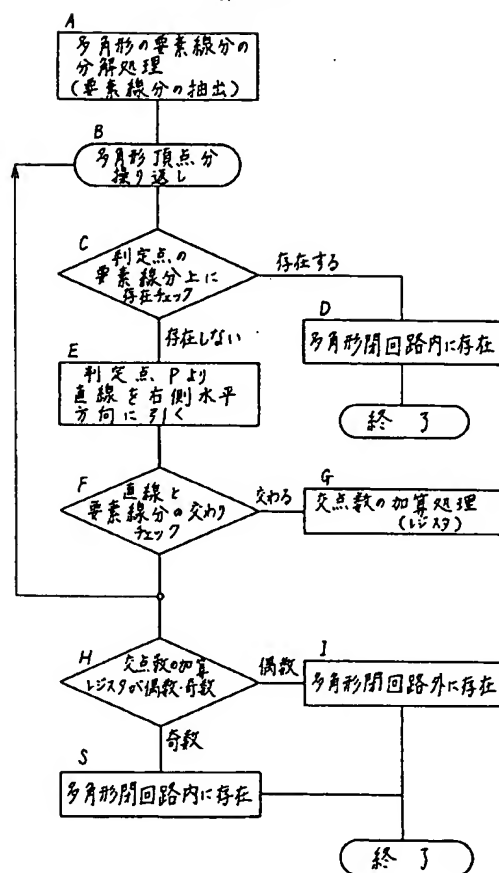 A
多角形の要素線分の
分解処理
(要素線分の抽出)
B
多角形頂点分
繰り返し
C
判定点の
要素線分上に
存在チェック
存在する
D
多角形閉回路内に存在
終了
存在しない
E
判定点Pより
直線を右側水平
方向に引く
F
直線と
要素線分の交わり
チェック
交わる
G
交点数の加算処理
(レジスタ)
H
交点数の加算
レジスタが偶数・奇数
偶数
I
多角形閉回路外に存在
奇数
S
多角形閉回路内に存在
終了